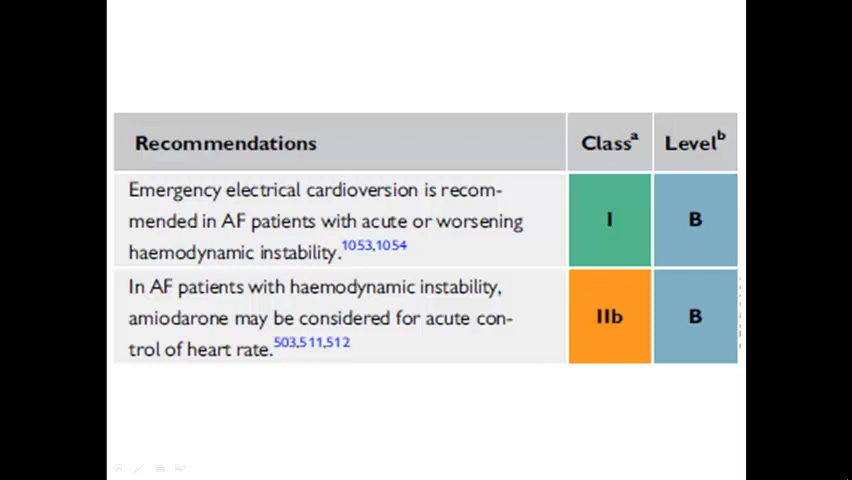 Recommendations Classa Levelb
Emergency electrical cardioversion is recom-
mended in AF patients with acute or worsening
haemodynamic instability.1053,1054
I B
In AF patients with haemodynamic instability,
amiodarone may be considered for acute con-
trol of heart rate.503,511,512
IIb B